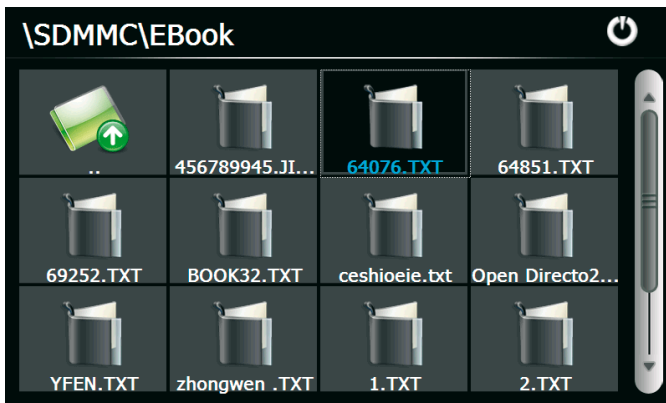 \SDMMC\EBook
..
456789945.JI...
64076.TXT
64851.TXT
69252.TXT
BOOK32.TXT
ceshioeie.txt
Open Directo2...
YFEN.TXT
zhongwen .TXT
1.TXT
2.TXT